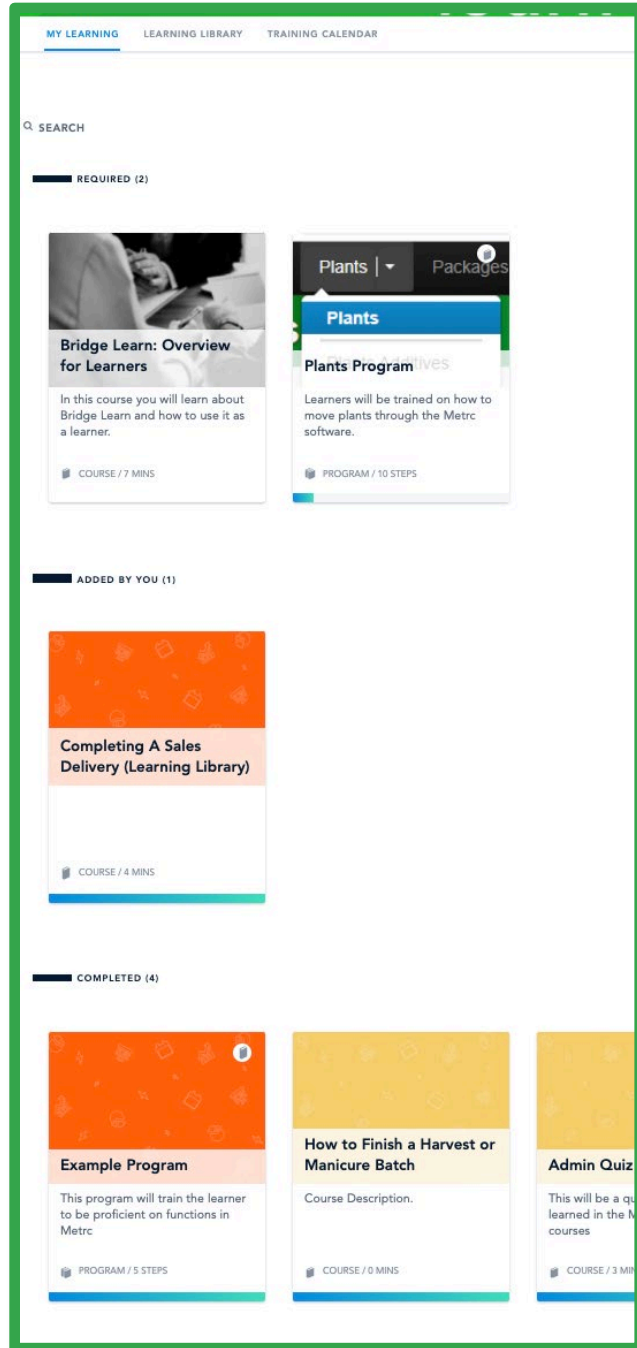 MY LEARNING LEARNING LIBRARY TRAINING CALENDAR
SEARCH
REQUIRED (2)
Plants Packages
Plants
Plants Additives
Bridge Learn: Overview
for Learners
In this course you will learn about
Bridge Learn and how to use it as
a learner.
COURSE / 7 MINS
Plants Program
Learners will be trained on how to
move plants through the Metrc
software.
PROGRAM / 10 STEPS
ADDED BY YOU (1)
Completing A Sales
Delivery (Learning Library)
COURSE / 4 MINS
COMPLETED (4)
Example Program
This program will train the learner
to be proficient on functions in
Metrc
PROGRAM / 5 STEPS
How to Finish a Harvest or
Manicure Batch
Course Description.
COURSE / 0 MINS
Admin Quiz
This will be a
learned in the
courses
COURSE / 3